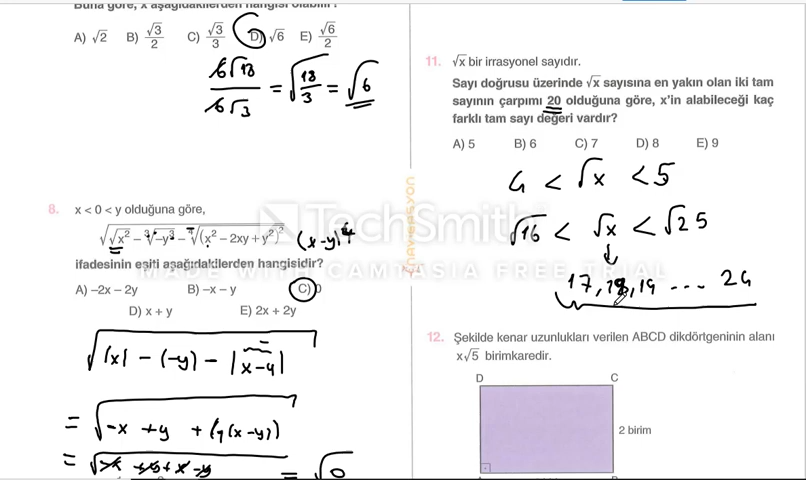 Buna göre, x aşağıdakilerden hangisi olabilir?
A) √2 B) √3/2 C) √3/3 D) √6 E) √6/2
6√18/6√3 = √18/3 = √6
8. x < 0 < y olduğuna göre,
√(√x² – ³√–y³ – ⁴√(x² – 2xy + y²)²) (x-y)⁴
ifadesinin eşiti aşağıdakilerden hangisidir?
A) –2x – 2y B) –x – y C) 0
D) x + y E) 2x + 2y
√(|x| - (-y) - |x-y|)
= √(-x +y +(y(x-y))
= √(-x +y+x-y) = √0
11. √x bir irrasyonel sayıdır.
Sayı doğrusu üzerinde √x sayısına en yakın olan iki tam
sayının çarpımı 20 olduğuna göre, x'in alabileceği kaç
farklı tam sayı değeri vardır?
A) 5 B) 6 C) 7 D) 8 E) 9
4 < √x < 5
√16 < √x < √25
17, 18, 19 ... 24
12. Şekilde kenar uzunlukları verilen ABCD dikdörtgeninin alanı
x√5 birimkaredir.
D C
2 birim
TechSmith
MADE WITH CAMTASIA FREE TRIAL